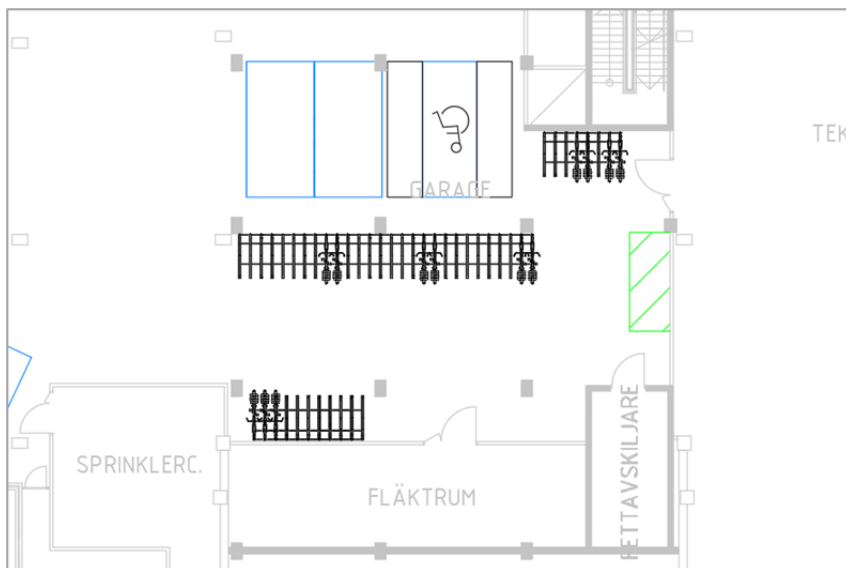 TEK
GARAGE
FETTAVSKILJARE
SPRINKLERC.
FLÄKTRUM